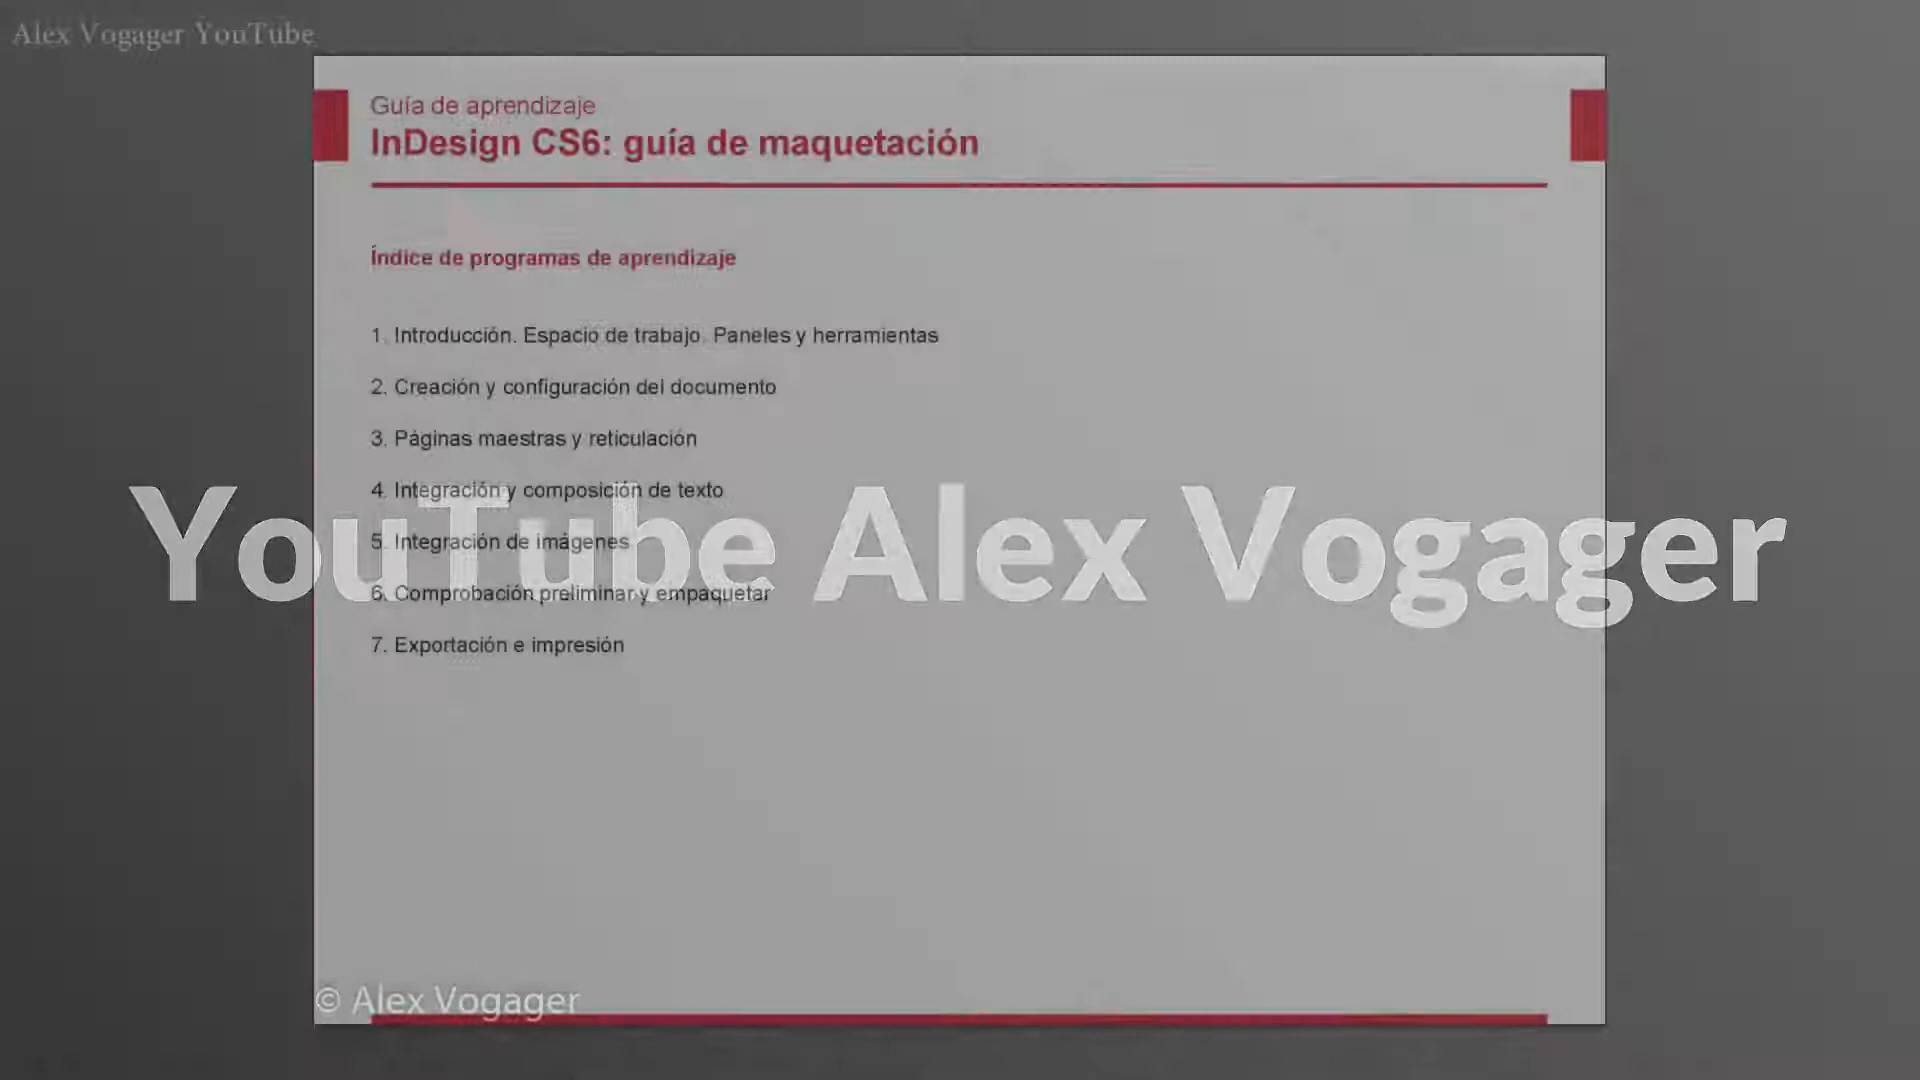 Alex Vogager YouTube
Guía de aprendizaje
InDesign CS6: guía de maquetación
Índice de programas de aprendizaje
1. Introducción. Espacio de trabajo. Paneles y herramientas
2. Creación y configuración del documento
3. Páginas maestras y reticulación
4. Integración y composición de texto
YouTube Alex Vogager
5. Integración de imágenes
6. Comprobación preliminar y empaquetar
7. Exportación e impresión
© Alex Vogager